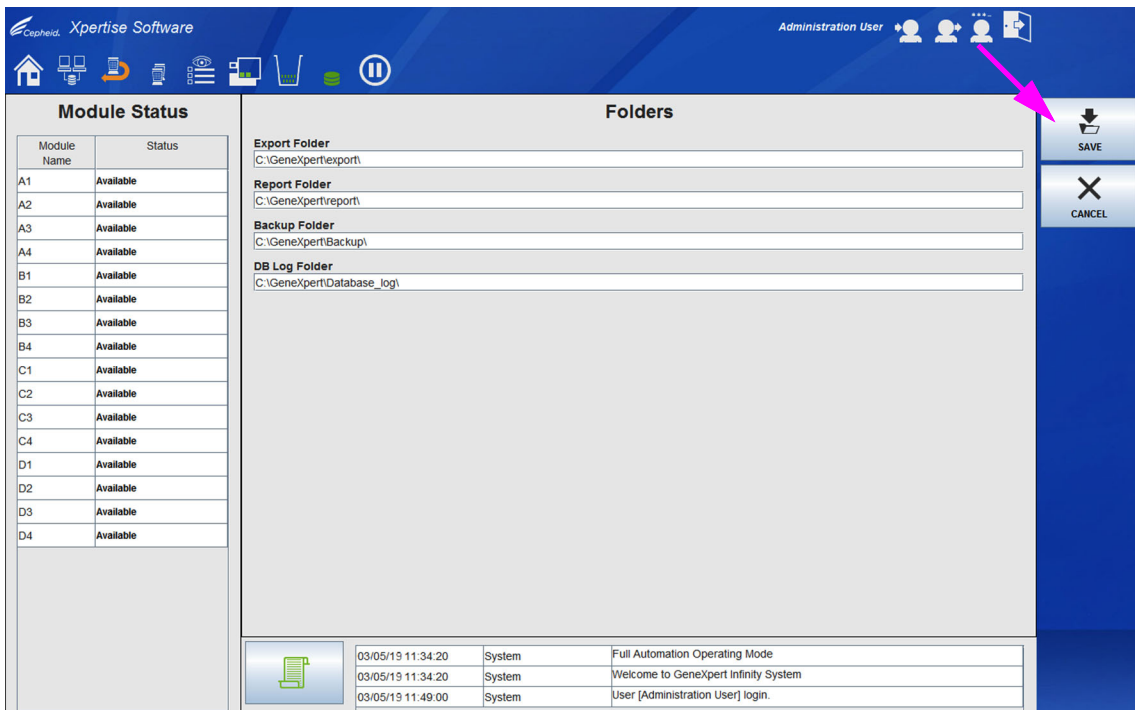 Cepheid. Xpertise Software
Administration User
Module Status
Module Name Status
A1 Available
A2 Available
A3 Available
A4 Available
B1 Available
B2 Available
B3 Available
B4 Available
C1 Available
C2 Available
C3 Available
C4 Available
D1 Available
D2 Available
D3 Available
D4 Available
Folders
Export Folder
C:\GeneXpert\export\
Report Folder
C:\GeneXpert\report\
Backup Folder
C:\GeneXpert\Backup\
DB Log Folder
C:\GeneXpert\Database_log\
SAVE
CANCEL
03/05/19 11:34:20 System Full Automation Operating Mode
03/05/19 11:34:20 System Welcome to GeneXpert Infinity System
03/05/19 11:49:00 System User [Administration User] login.